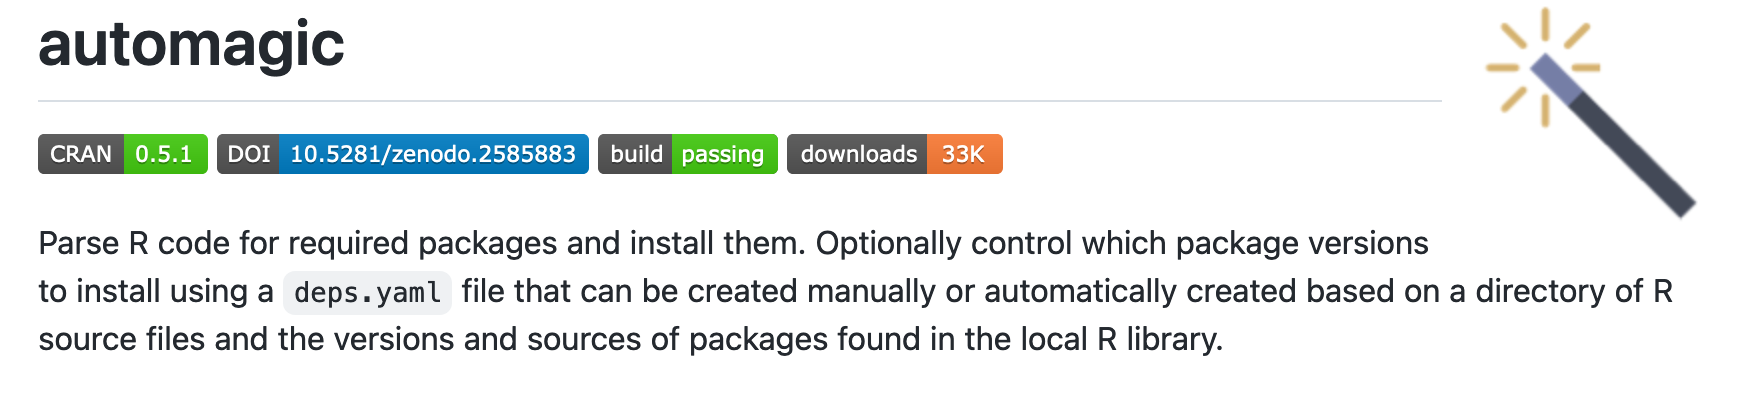 automagic
CRAN 0.5.1 DOI 10.5281/zenodo.2585883 build passing downloads 33K
Parse R code for required packages and install them. Optionally control which package versions
to install using a deps.yaml file that can be created manually or automatically created based on a directory of R
source files and the versions and sources of packages found in the local R library.